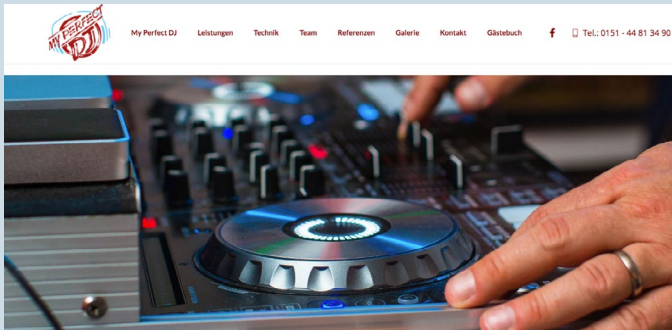 MY PERFECT DJ
My Perfect DJ Leistungen Technik Team Referenzen Galerie Kontakt Gästebuch Tel.: 0151 - 44 81 34 90